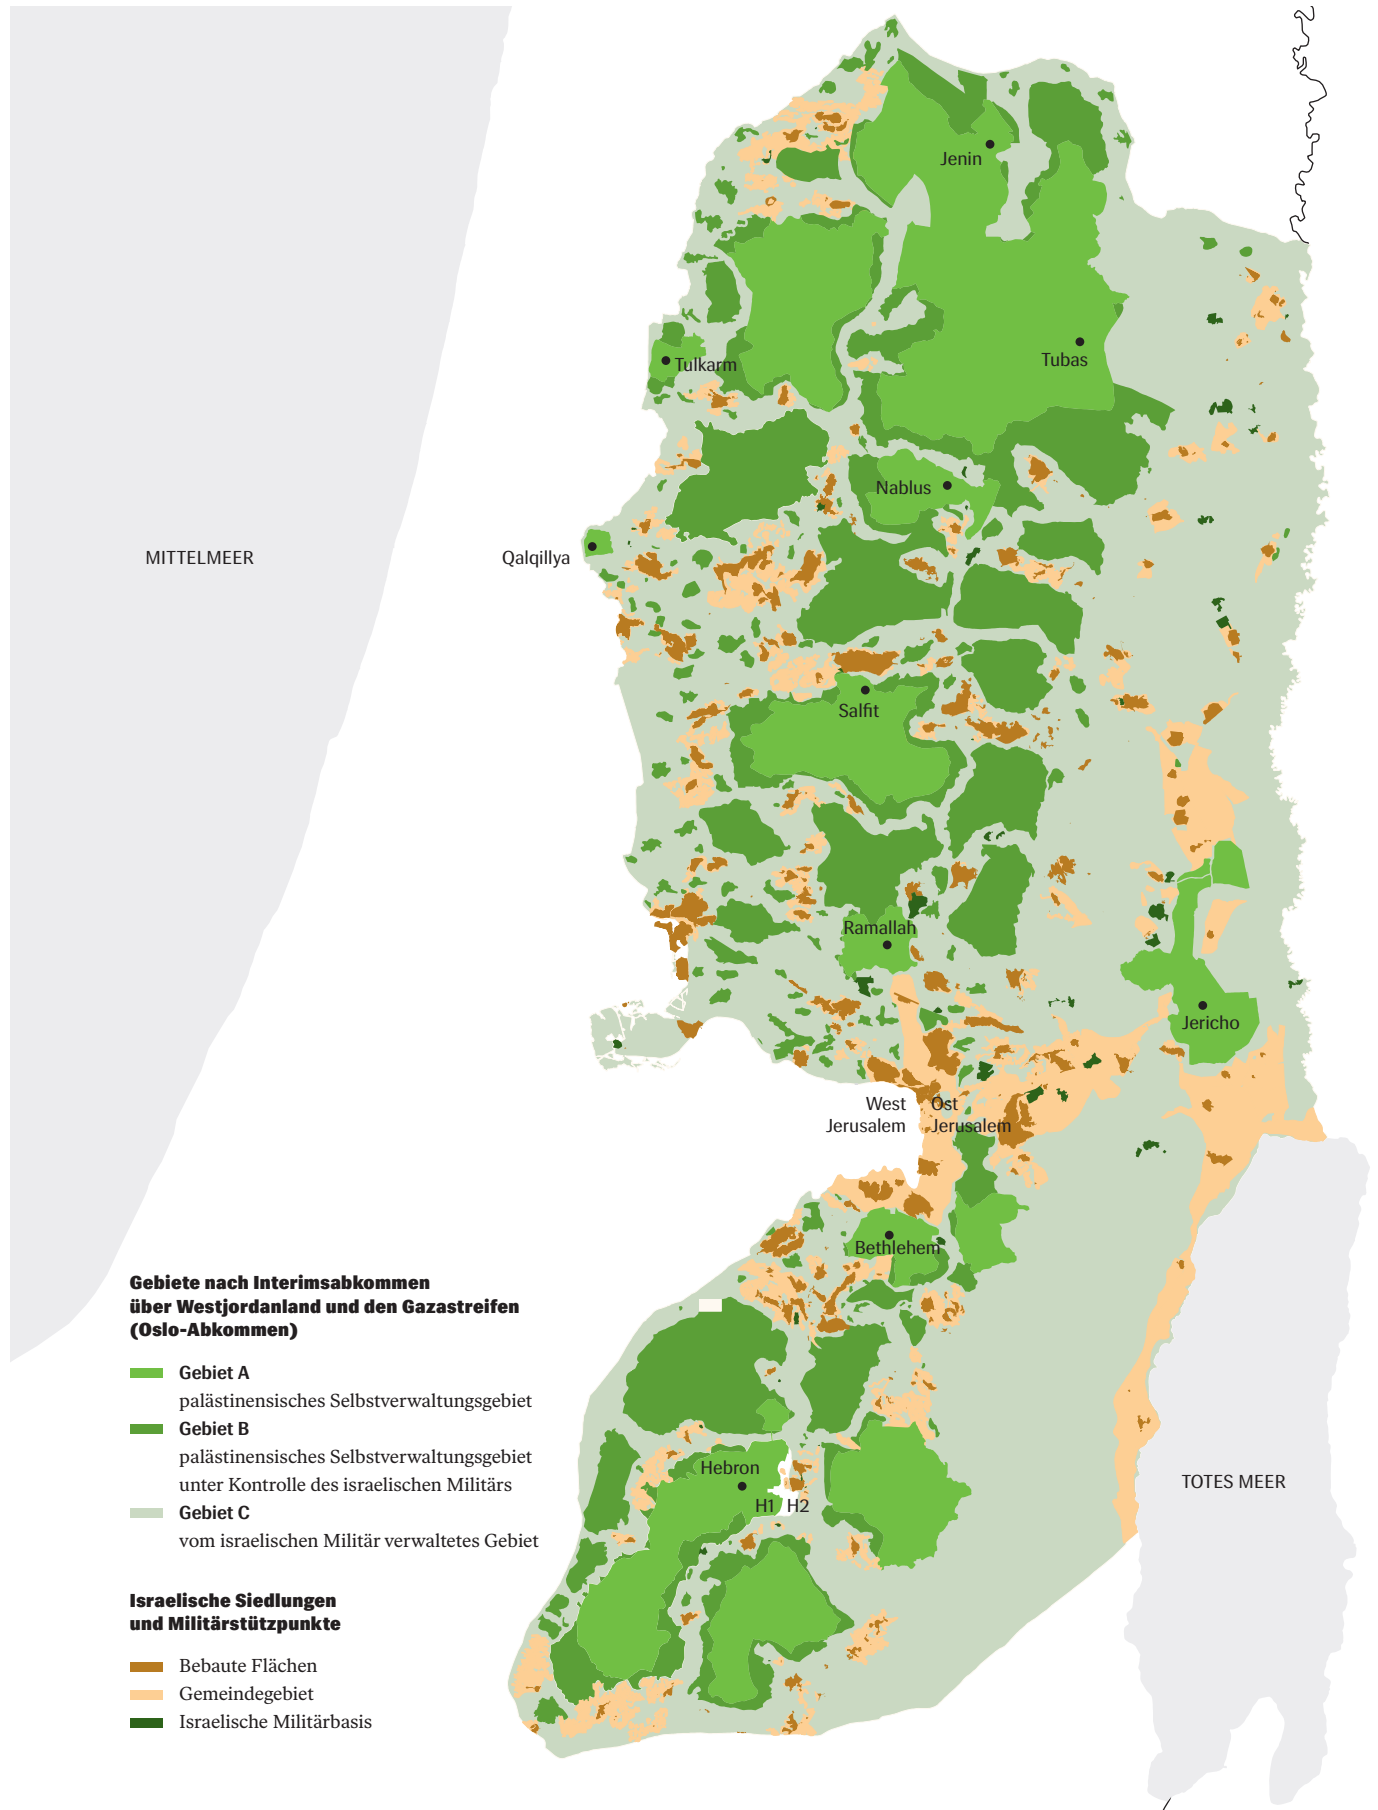 Jenin
Tubas
Tulkarm
Nablus
MITTELMEER
Qalqillya
Salfit
Ramallah
Jericho
West
Jerusalem
Ost
Jerusalem
Bethlehem
Gebiete nach Interimsabkommen
über Westjordanland und den Gazastreifen
(Oslo-Abkommen)
Gebiet A
palästinensisches Selbstverwaltungsgebiet
Gebiet B
palästinensisches Selbstverwaltungsgebiet
unter Kontrolle des israelischen Militärs
Gebiet C
vom israelischen Militär verwaltetes Gebiet
Hebron
H1 H2
TOTES MEER
Israelische Siedlungen
und Militärstützpunkte
Bebaute Flächen
Gemeindegebiet
Israelische Militärbasis